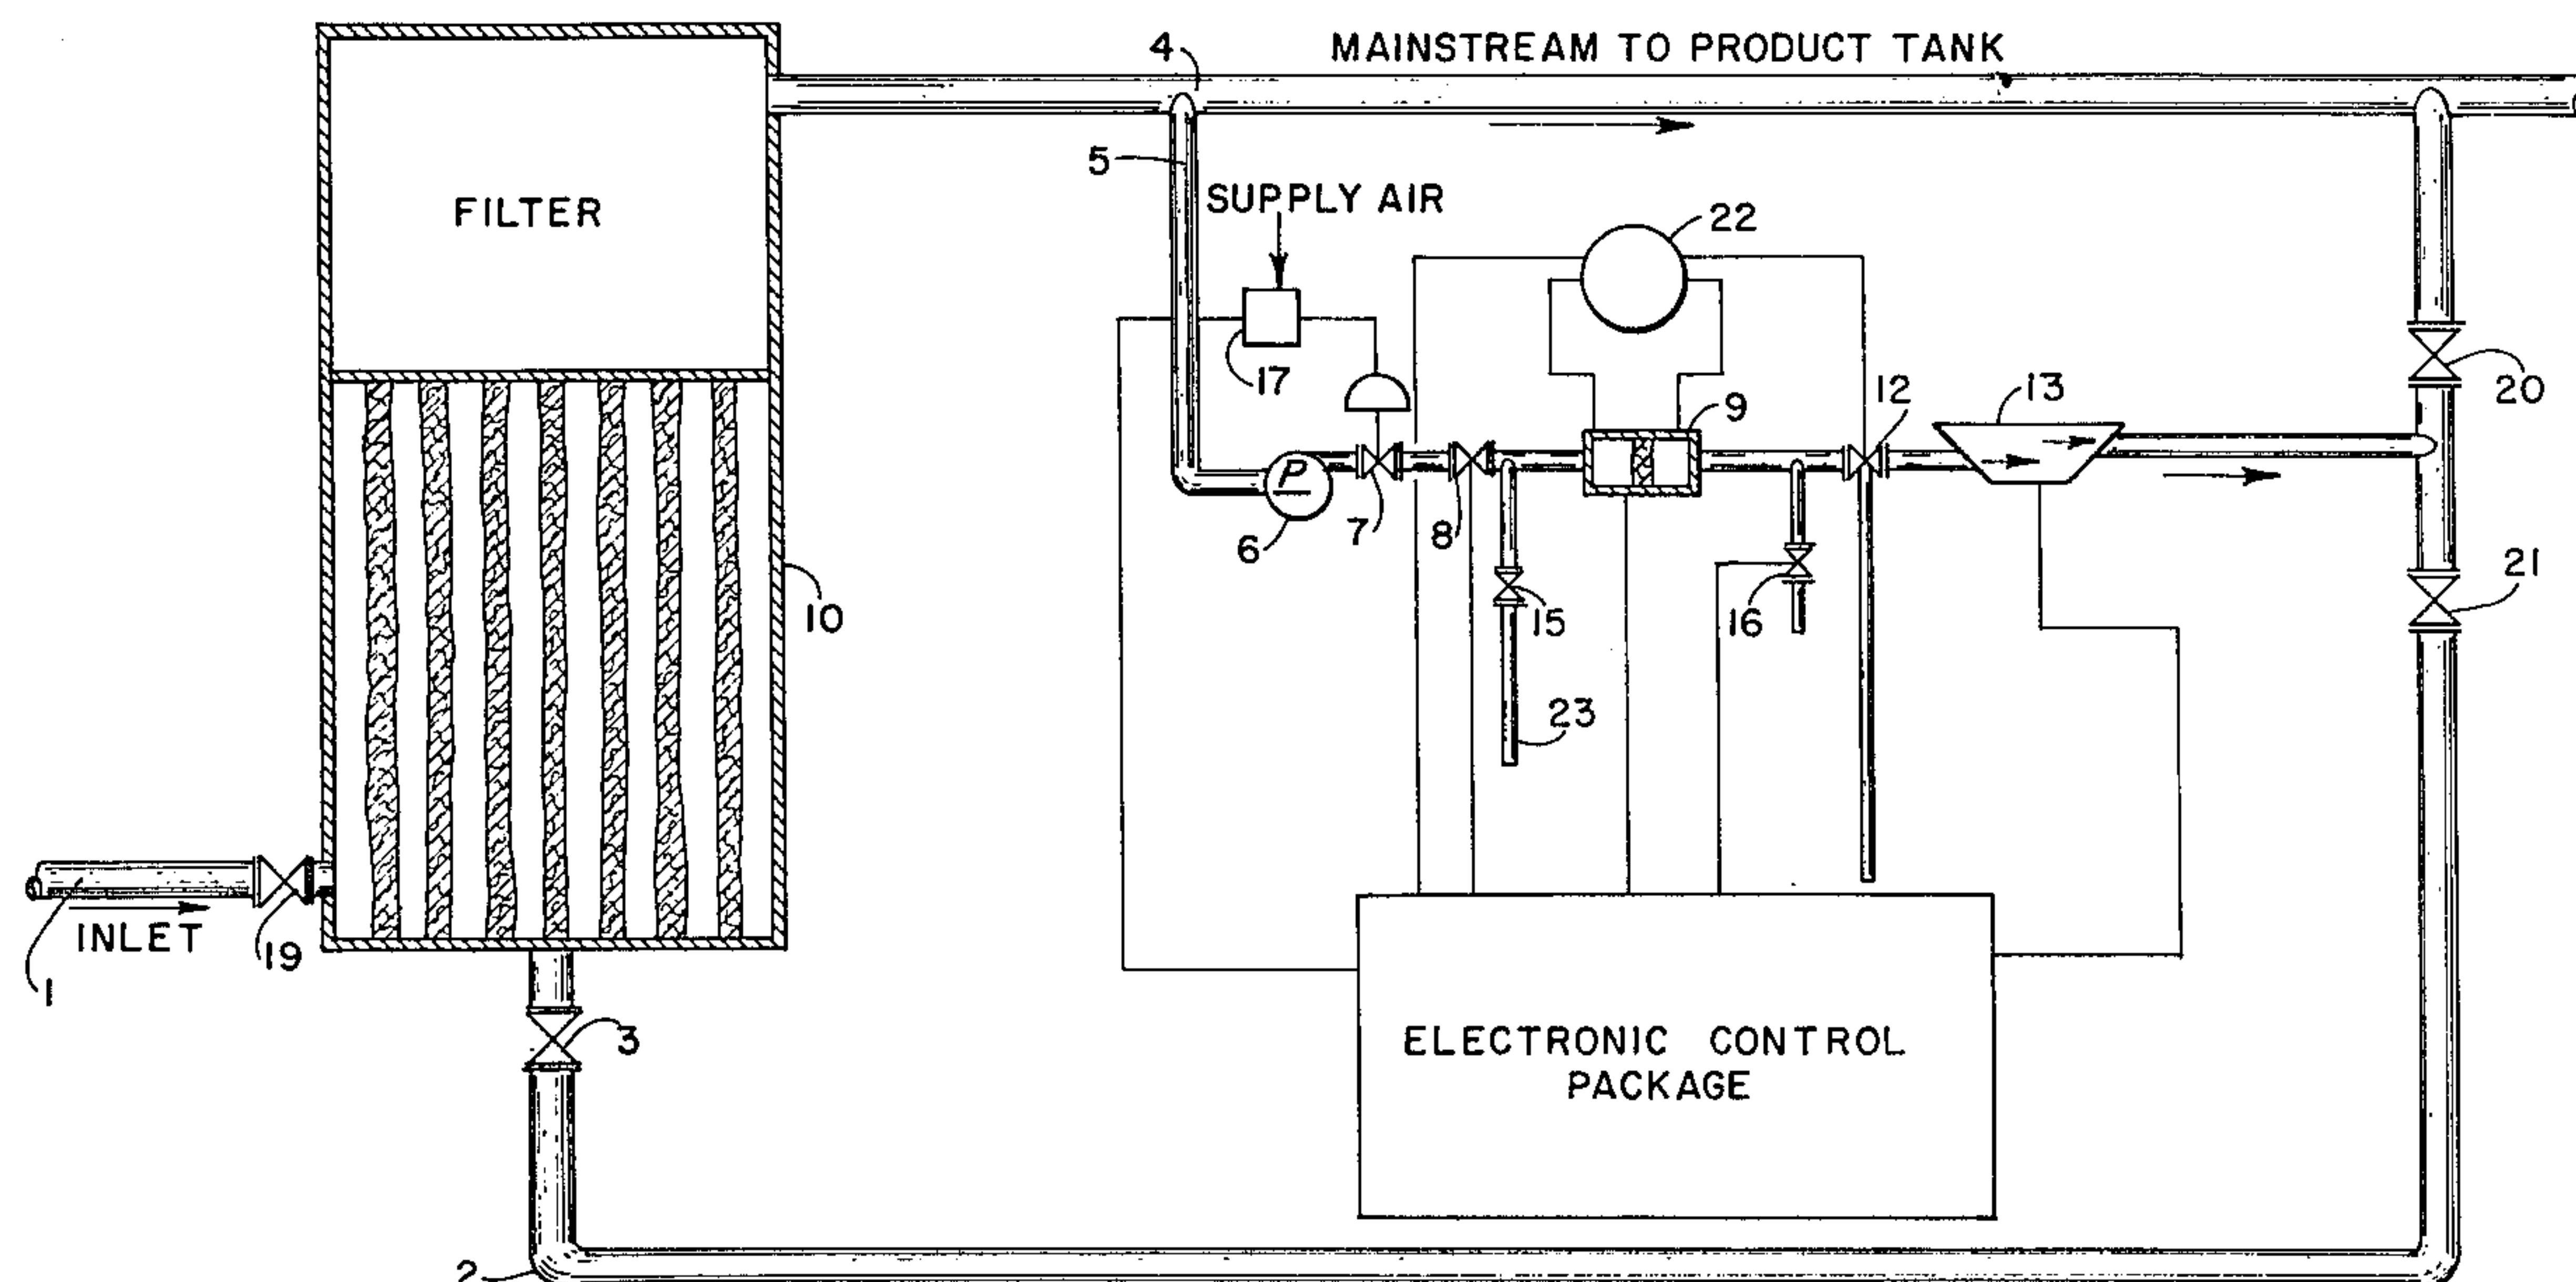 4
MAINSTREAM TO PRODUCT TANK
5
SUPPLY AIR
FILTER
22
17
9
12
13
20
P
6
7
8
10
15
16
21
23
INLET
19
1
3
ELECTRONIC CONTROL
PACKAGE
2